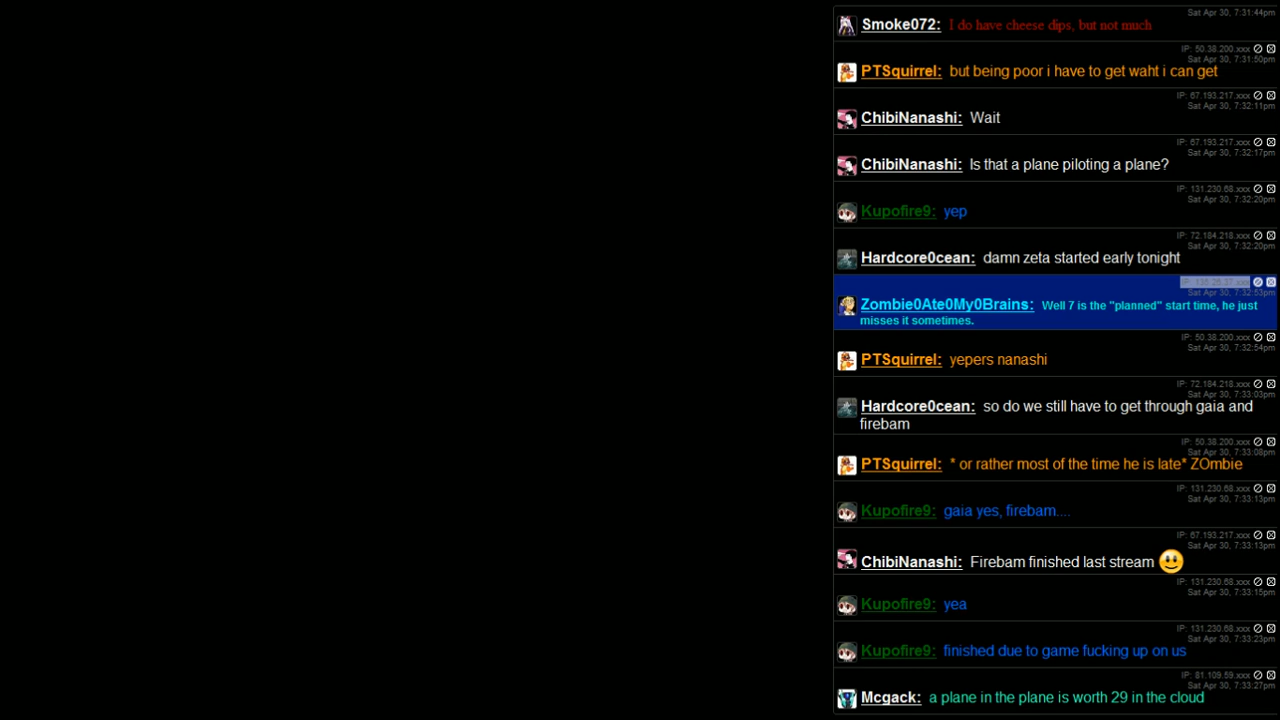 Sat Apr 30, 7:31:44pm
Smoke072: I do have cheese dips, but not much
IP: 50.38.200.xxx
Sat Apr 30, 7:31:50pm
PTSquirrel: but being poor i have to get waht i can get
IP: 67.193.217.xxx
Sat Apr 30, 7:32:11pm
ChibiNanashi: Wait
IP: 67.193.217.xxx
Sat Apr 30, 7:32:17pm
ChibiNanashi: Is that a plane piloting a plane?
IP: 131.230.68.xxx
Sat Apr 30, 7:32:20pm
Kupofire9: yep
IP: 72.184.218.xxx
Sat Apr 30, 7:32:20pm
Hardcore0cean: damn zeta started early tonight
Sat Apr 30, 7:32:53pm
Zombie0Ate0My0Brains: Well 7 is the "planned" start time, he just
misses it sometimes.
IP: 50.38.200.xxx
Sat Apr 30, 7:32:54pm
PTSquirrel: yepers nanashi
IP: 72.184.218.xxx
Sat Apr 30, 7:33:03pm
Hardcore0cean: so do we still have to get through gaia and
firebam
IP: 50.38.200.xxx
Sat Apr 30, 7:33:08pm
PTSquirrel: * or rather most of the time he is late* ZOmbie
IP: 131.230.68.xxx
Sat Apr 30, 7:33:13pm
Kupofire9: gaia yes, firebam....
IP: 67.193.217.xxx
Sat Apr 30, 7:33:13pm
ChibiNanashi: Firebam finished last stream
IP: 131.230.68.xxx
Sat Apr 30, 7:33:15pm
Kupofire9: yea
IP: 131.230.68.xxx
Sat Apr 30, 7:33:23pm
Kupofire9: finished due to game fucking up on us
IP: 81.109.59.xxx
Sat Apr 30, 7:33:27pm
Mcgack: a plane in the plane is worth 29 in the cloud